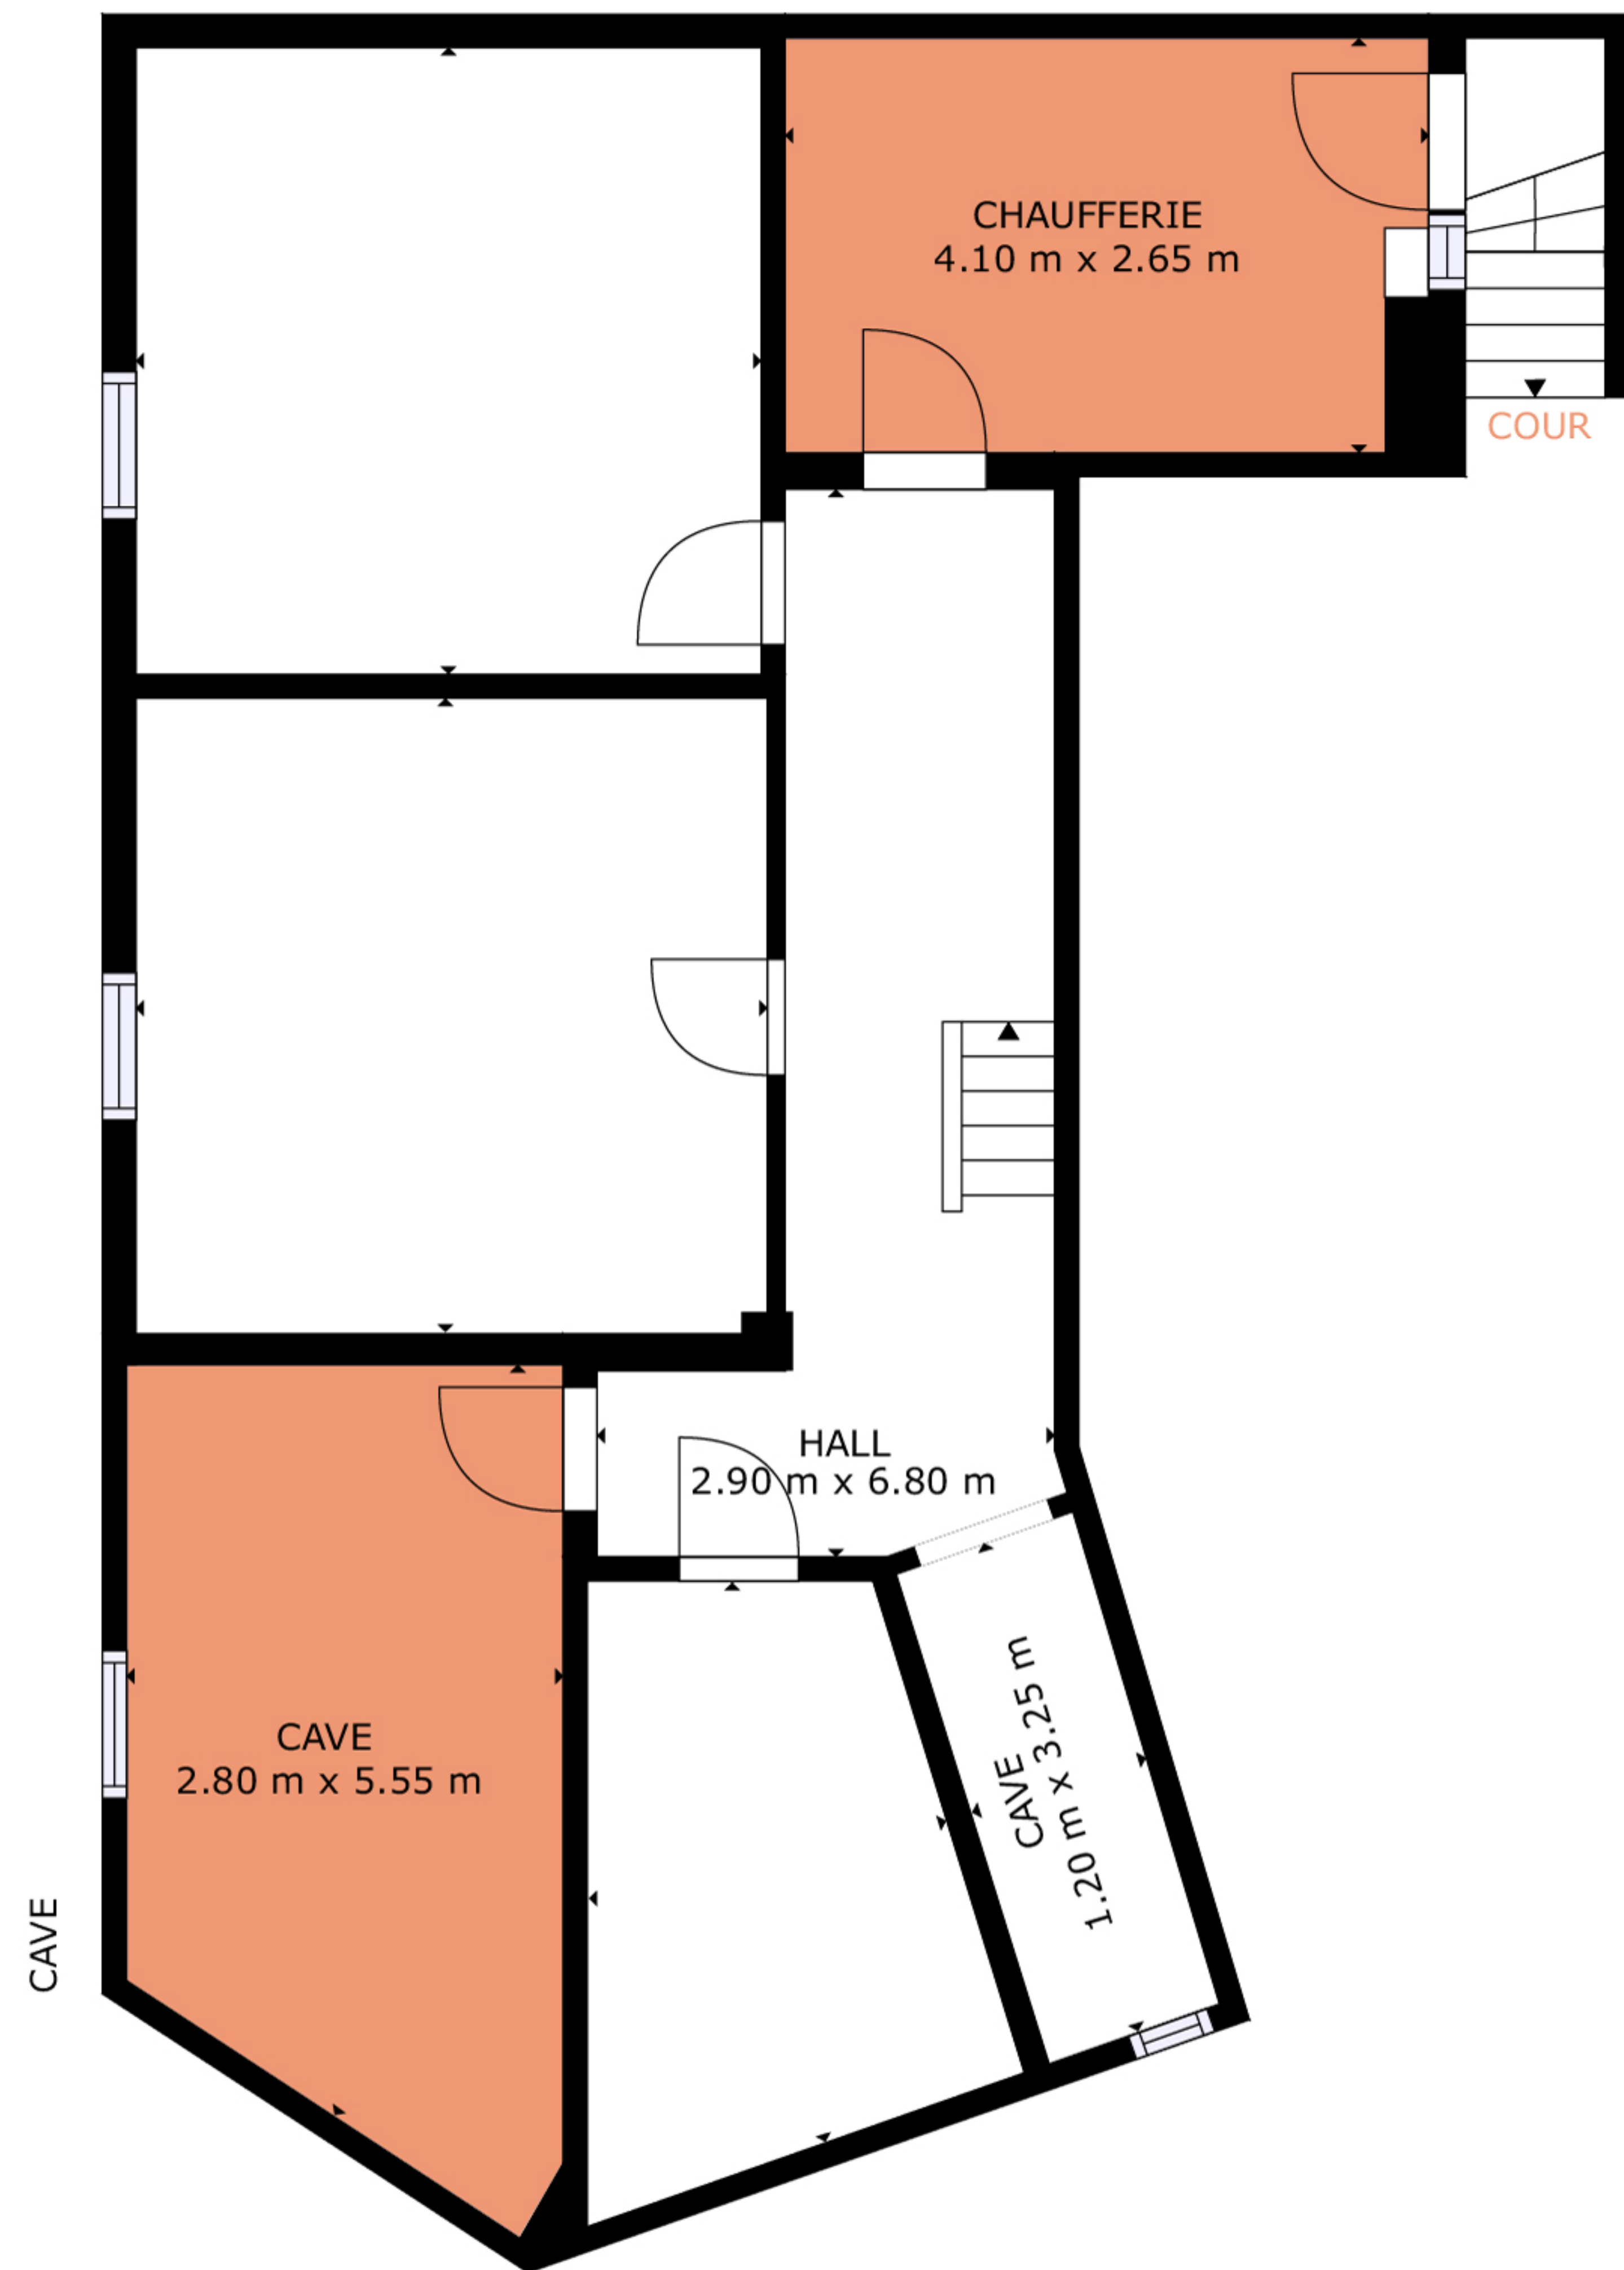 CHAUFFERIE
4.10 m x 2.65 m
COUR
HALL
2.90 m x 6.80 m
CAVE
1.20 m x 3.25 m
CAVE
2.80 m x 5.55 m
CAVE